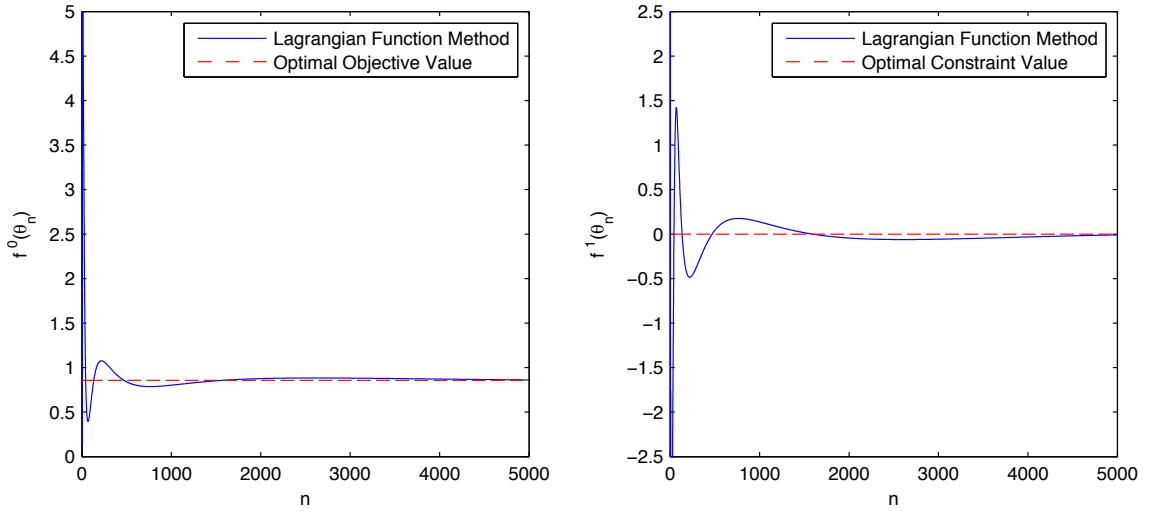 5
4.5
4
3.5
3
2.5
2
1.5
1
0.5
0
f⁰(θₙ)
Lagrangian Function Method
Optimal Objective Value
0 1000 2000 3000 4000 5000
n
2.5
2
1.5
1
0.5
0
−0.5
−1
−1.5
−2
−2.5
f¹(θₙ)
Lagrangian Function Method
Optimal Constraint Value
0 1000 2000 3000 4000 5000
n